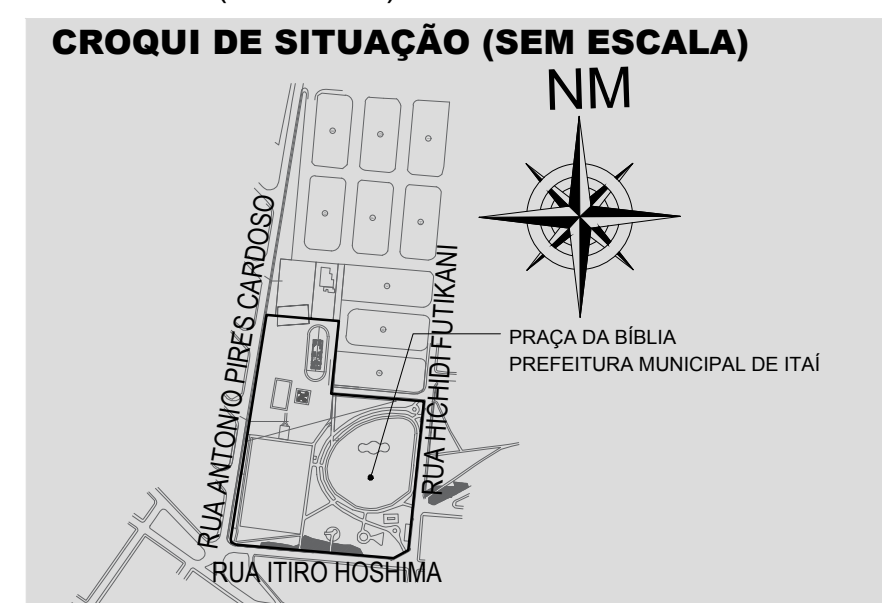 CROQUI DE SITUAÇÃO (SEM ESCALA)
NM
RUA ANTONIO PIRES CARDOSO
RUA HICHIDI FUTIKANI
PRAÇA DA BÍBLIA
PREFEITURA MUNICIPAL DE ITAÍ
RUA ITIRO HOSHIMA